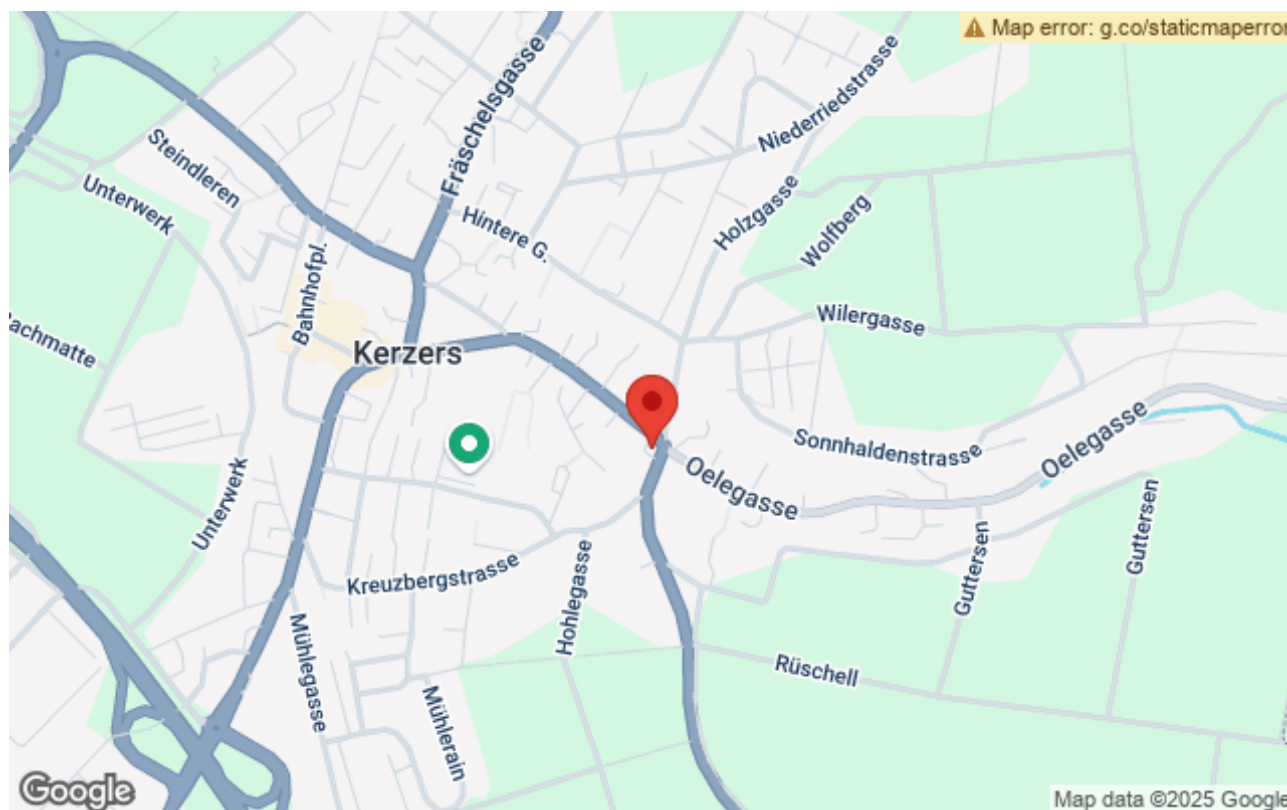 Map error: g.co/staticmaperror
Fräschelsgasse
Niederriedstrasse
Steindleren
Unterwerk
Hintere G.
Holzgasse
Wolfberg
Bahnhofpl.
Wilergasse
achmatte
Kerzers
Sonnhaldenstrasse
Oelegasse
Oelegasse
Unterwerk
Guttersen
Guttersen
Kreuzbergstrasse
Hohlegasse
Mühlegasse
Rüschell
Mühlerain
Google
Map data ©2025 Google